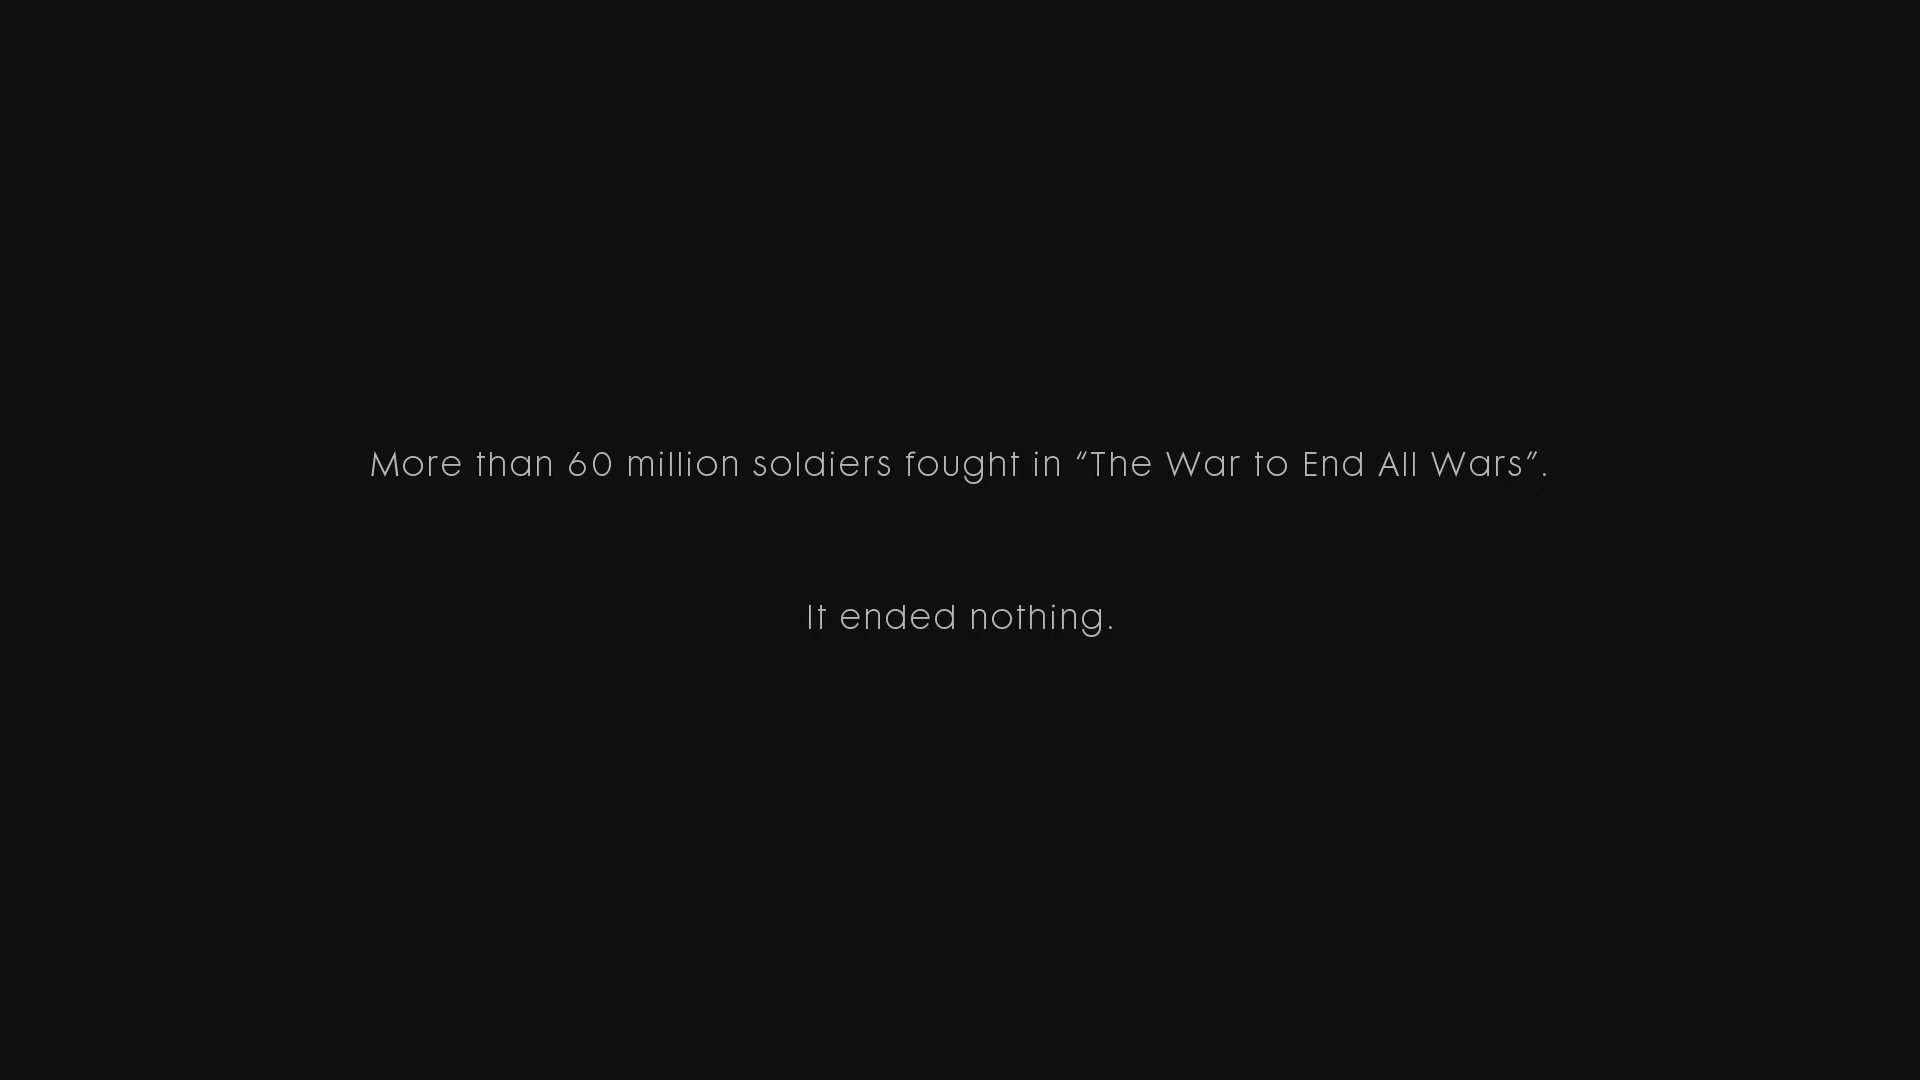 More than 60 million soldiers fought in “The War to End All Wars”.
It ended nothing.